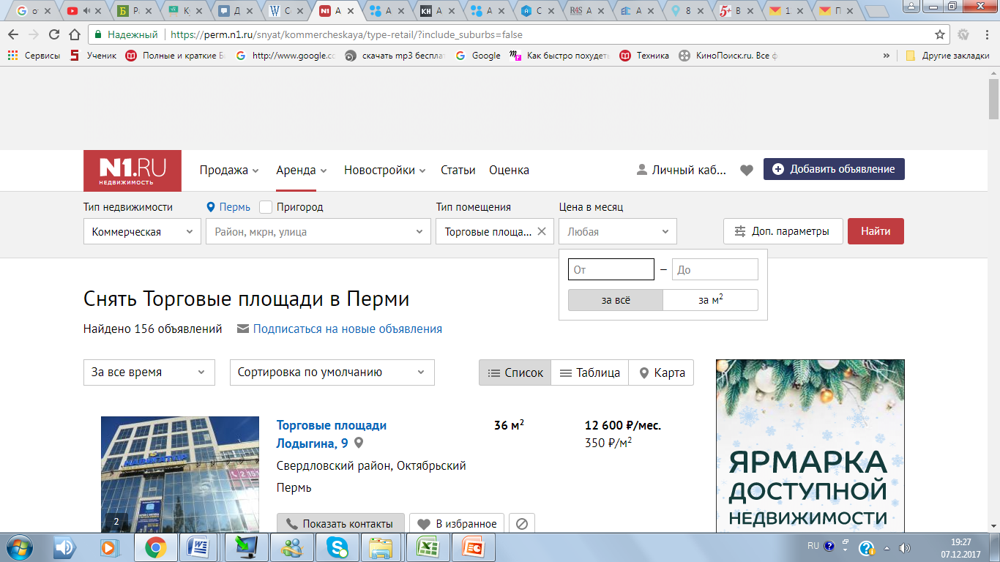 Надежный https://perm.n1.ru/snyat/kommercheskaya/type-retail/?include_suburbs=false
Сервисы Ученик Полные и краткие Б http://www.google.co скачать mp3 бесплат Google Как быстро похудеть Техника КиноПоиск.ru. Все ф » Другие закладки
N1.RU
НЕДВИЖИМОСТЬ
Продажа Аренда Новостройки Статьи Оценка Личный каб... Добавить объявление
Тип недвижимости Пермь Пригород Тип помещения Цена в месяц
Коммерческая Район, мкрн, улица Торговые площа... Любая Доп. параметры Найти
От – До
за всё за м²
Снять Торговые площади в Перми
Найдено 156 объявлений Подписаться на новые объявления
За все время Сортировка по умолчанию Список Таблица Карта
Торговые площади 36 м² 12 600 ₽/мес.
Лодыгина, 9 350 ₽/м²
Свердловский район, Октябрьский
Пермь
2
Показать контакты В избранное
НАВИГАТОР
ЯРМАРКА
ДОСТУПНОЙ
НЕДВИЖИМОСТИ
RU 19:27
07.12.2017